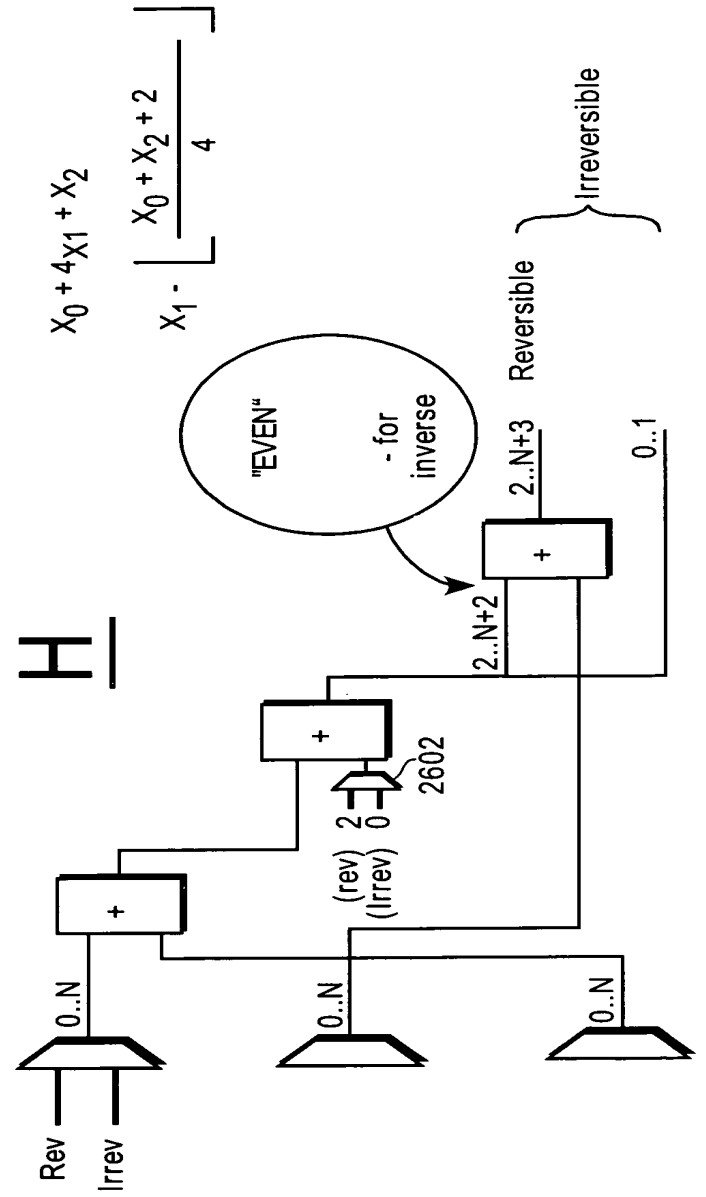 H
X0 + 4X1 + X2
X1 - ⌊ X0 + X2 + 2 / 4 ⌋
Rev
Irrev
0..N
+
0..N
0..N
+
(rev) 2
(Irrev) 0
2602
"EVEN"
- for
inverse
2..N+2
+
2..N+3
Reversible
0..1
Irreversible